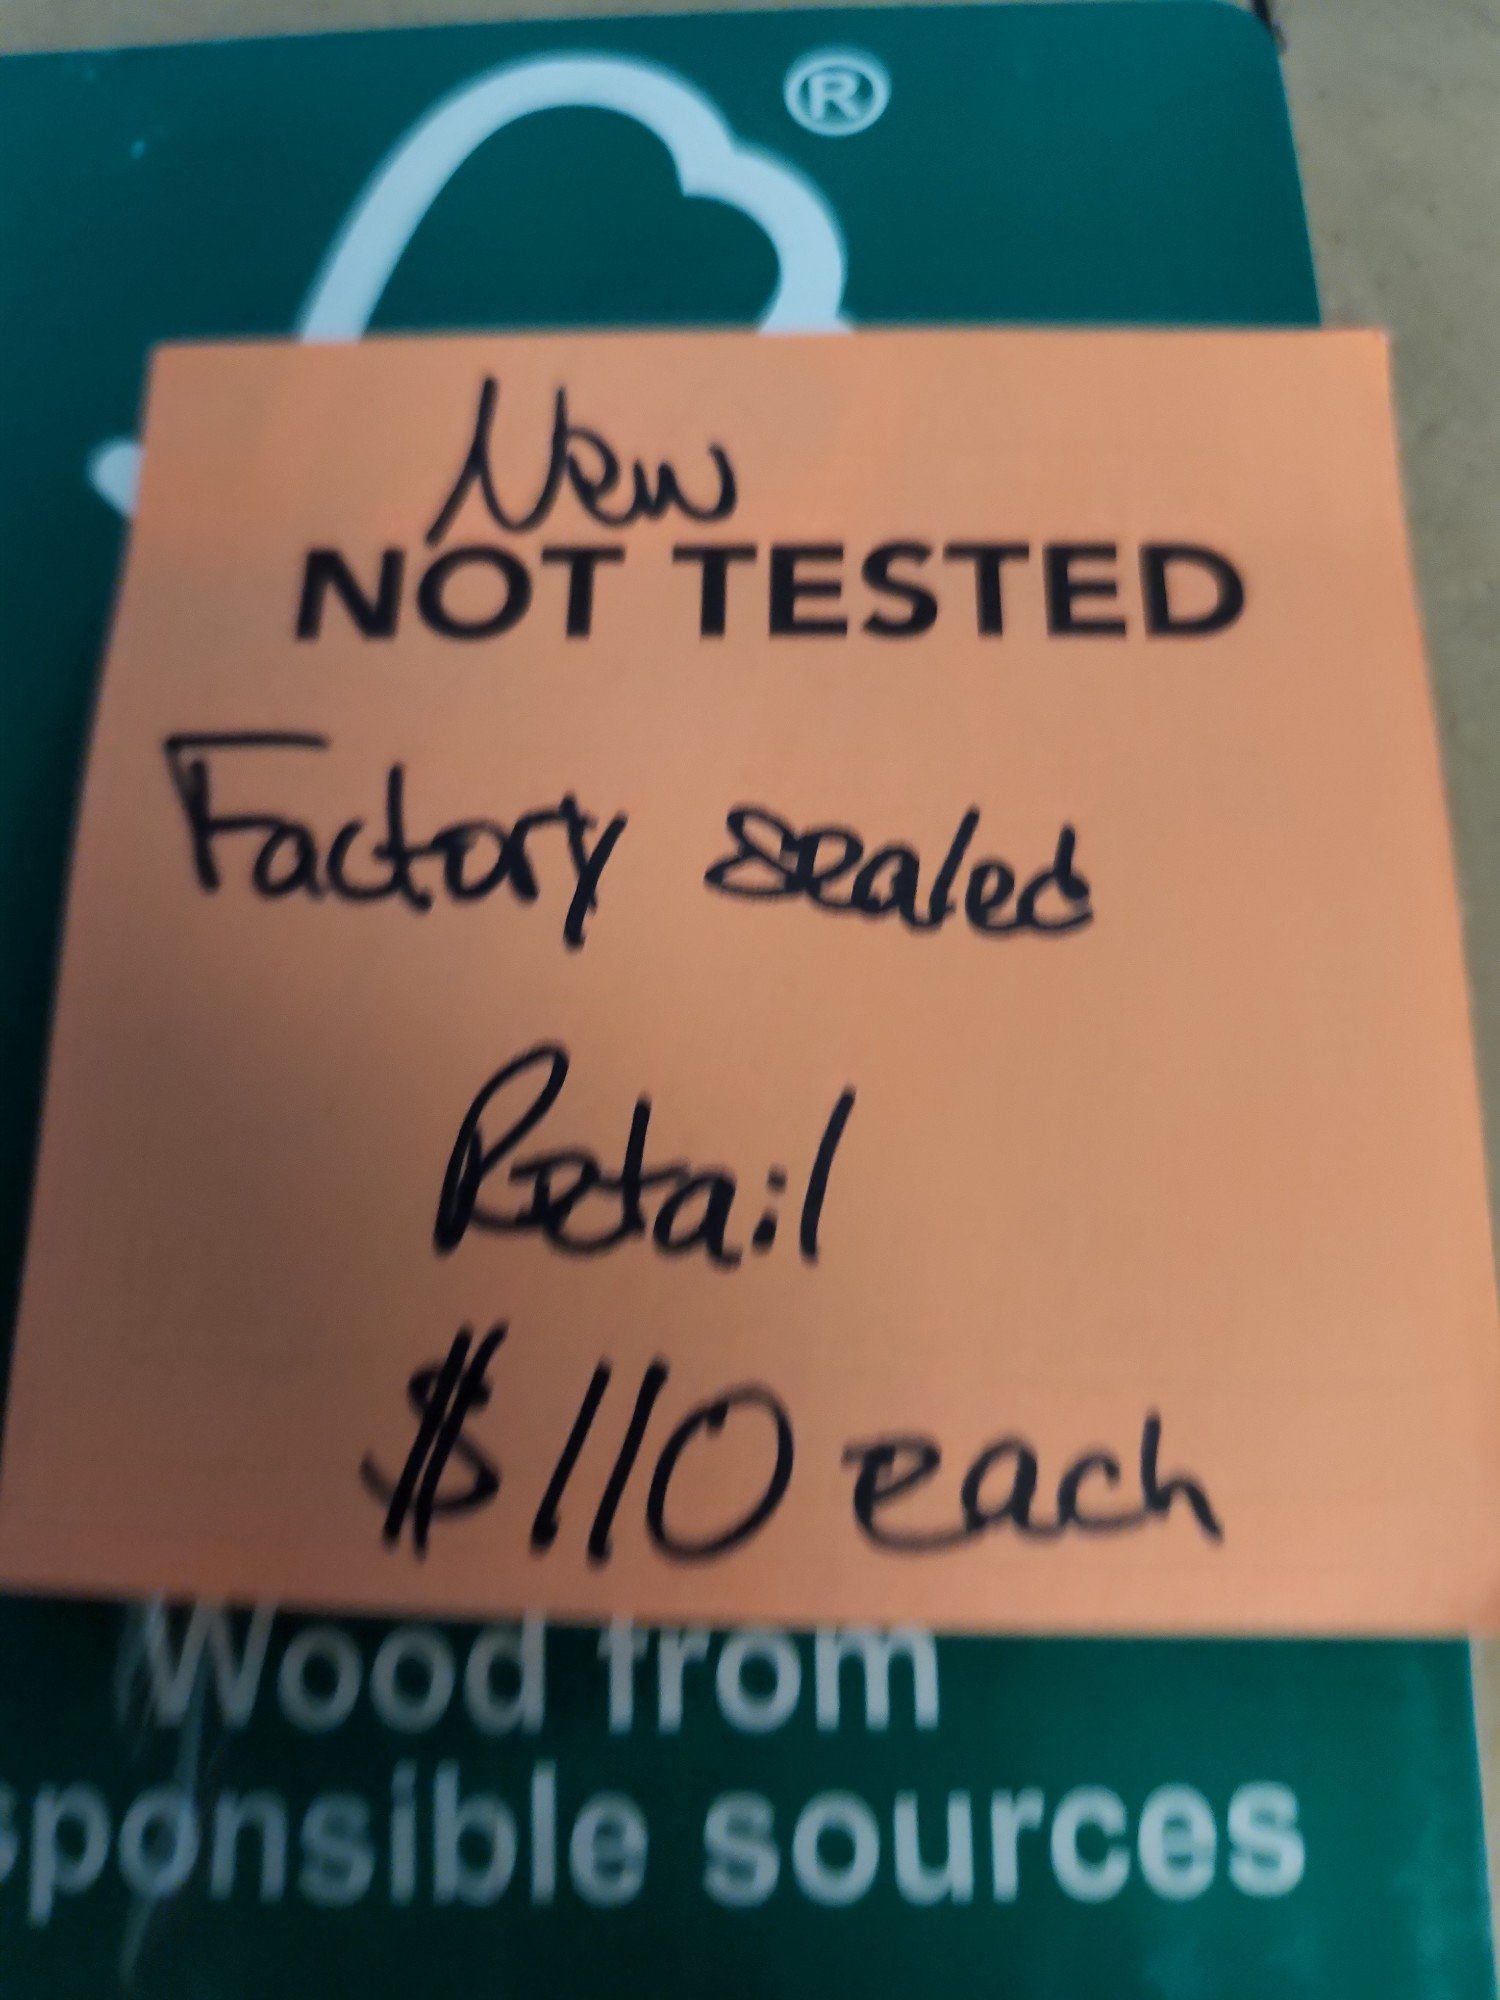 ®
New
NOT TESTED
Factory sealed
Retail
$110 each
Wood from
sponsible sources